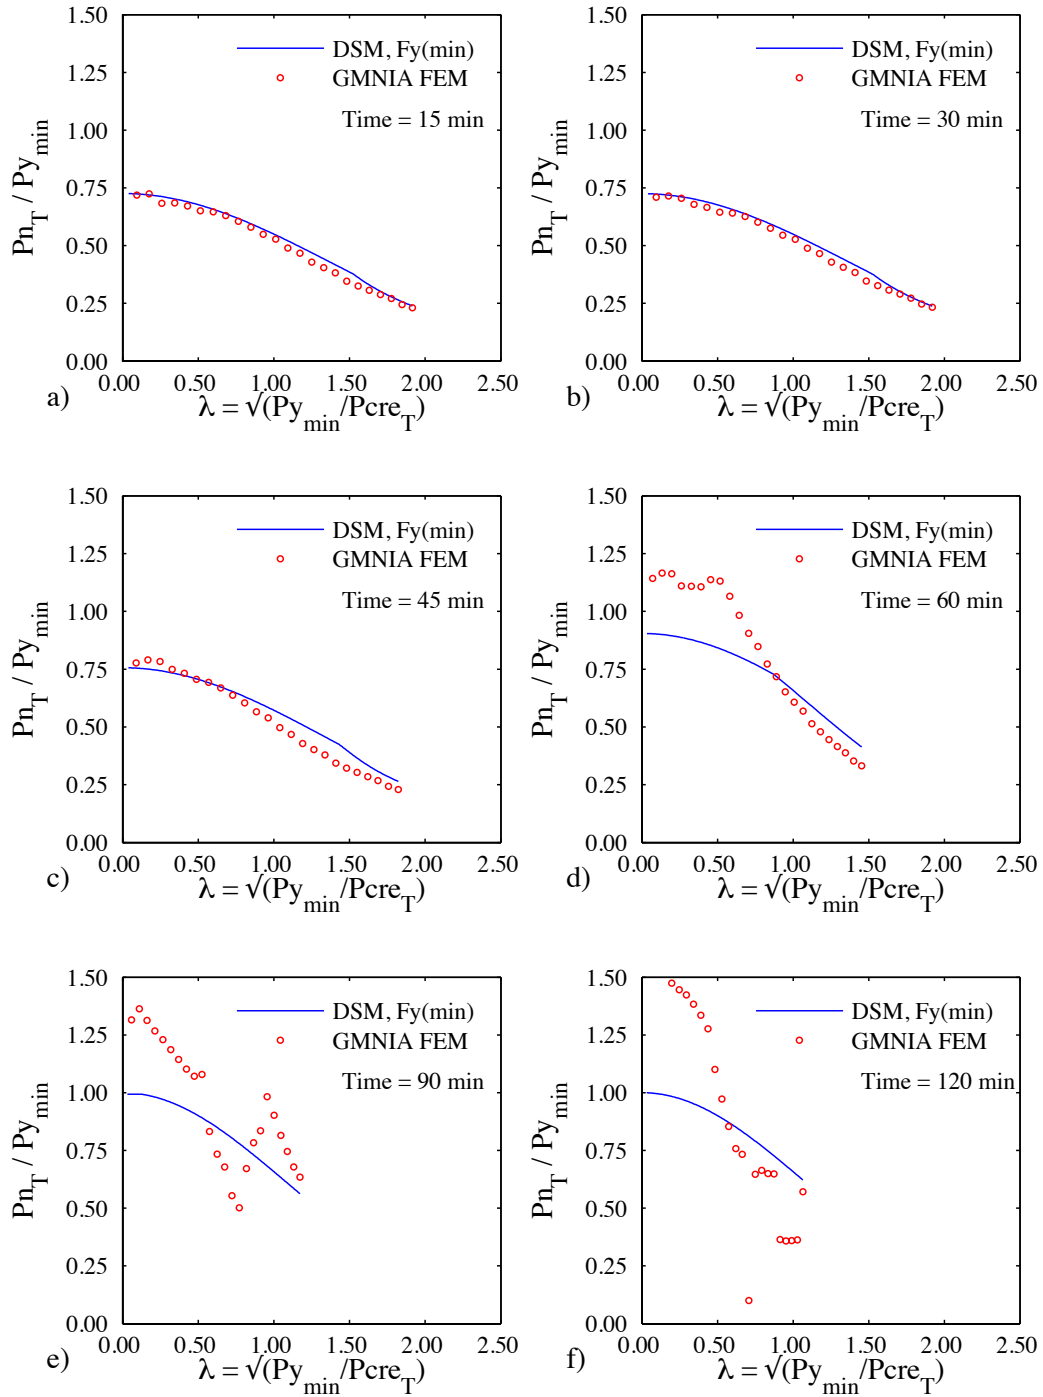 1.50
1.25
1.00
0.75
0.50
0.25
0.00
Pn_T / Py_min
DSM, Fy(min)
GMNIA FEM
Time = 15 min
0.00 0.50 1.00 1.50 2.00 2.50
a)
λ = √(Py_min/Pcre_T)
1.50
1.25
1.00
0.75
0.50
0.25
0.00
Pn_T / Py_min
DSM, Fy(min)
GMNIA FEM
Time = 30 min
0.00 0.50 1.00 1.50 2.00 2.50
b)
λ = √(Py_min/Pcre_T)
1.50
1.25
1.00
0.75
0.50
0.25
0.00
Pn_T / Py_min
DSM, Fy(min)
GMNIA FEM
Time = 45 min
0.00 0.50 1.00 1.50 2.00 2.50
c)
λ = √(Py_min/Pcre_T)
1.50
1.25
1.00
0.75
0.50
0.25
0.00
Pn_T / Py_min
DSM, Fy(min)
GMNIA FEM
Time = 60 min
0.00 0.50 1.00 1.50 2.00 2.50
d)
λ = √(Py_min/Pcre_T)
1.50
1.25
1.00
0.75
0.50
0.25
0.00
Pn_T / Py_min
DSM, Fy(min)
GMNIA FEM
Time = 90 min
0.00 0.50 1.00 1.50 2.00 2.50
e)
λ = √(Py_min/Pcre_T)
1.50
1.25
1.00
0.75
0.50
0.25
0.00
Pn_T / Py_min
DSM, Fy(min)
GMNIA FEM
Time = 120 min
0.00 0.50 1.00 1.50 2.00 2.50
f)
λ = √(Py_min/Pcre_T)